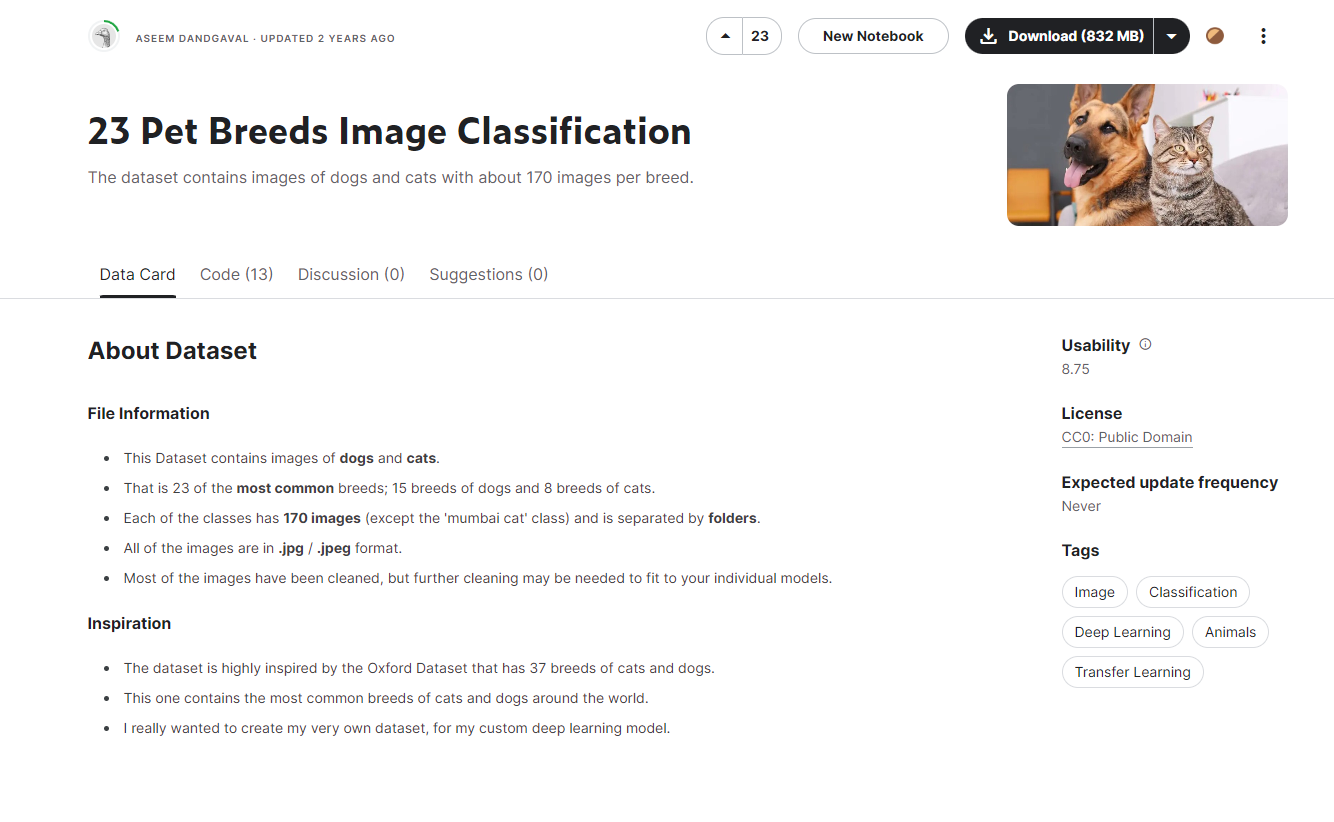 ASEEM DANDGAVAL · UPDATED 2 YEARS AGO
23
New Notebook
Download (832 MB)
23 Pet Breeds Image Classification
The dataset contains images of dogs and cats with about 170 images per breed.
Data Card
Code (13)
Discussion (0)
Suggestions (0)
About Dataset
File Information
This Dataset contains images of dogs and cats.
That is 23 of the most common breeds; 15 breeds of dogs and 8 breeds of cats.
Each of the classes has 170 images (except the 'mumbai cat' class) and is separated by folders.
All of the images are in .jpg / .jpeg format.
Most of the images have been cleaned, but further cleaning may be needed to fit to your individual models.
Inspiration
The dataset is highly inspired by the Oxford Dataset that has 37 breeds of cats and dogs.
This one contains the most common breeds of cats and dogs around the world.
I really wanted to create my very own dataset, for my custom deep learning model.
Usability
8.75
License
CC0: Public Domain
Expected update frequency
Never
Tags
Image
Classification
Deep Learning
Animals
Transfer Learning